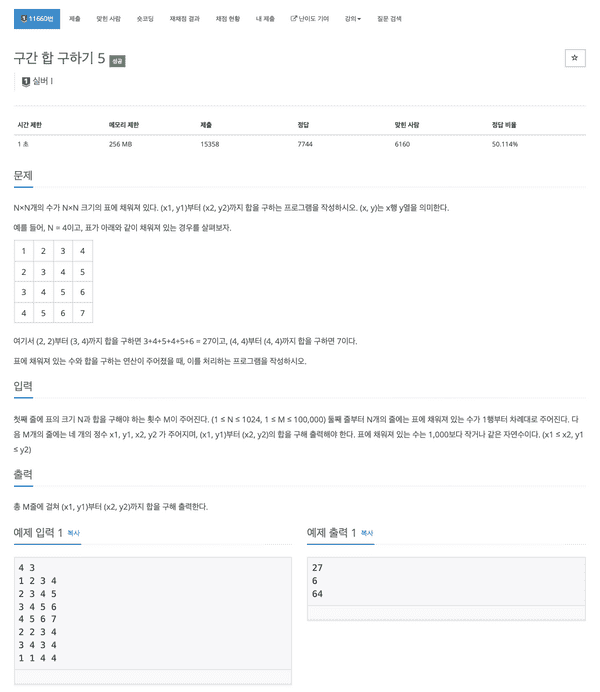 11660번 제출 맞힌 사람 숏코딩 재채점 결과 채점 현황 내 제출 난이도 기여 강의 질문 검색
구간 합 구하기 5 성공
실버 I
시간 제한 메모리 제한 제출 정답 맞힌 사람 정답 비율
1 초 256 MB 15358 7744 6160 50.114%
문제
N×N개의 수가 N×N 크기의 표에 채워져 있다. (x1, y1)부터 (x2, y2)까지 합을 구하는 프로그램을 작성하시오. (x, y)는 x행 y열을 의미한다.
예를 들어, N = 4이고, 표가 아래와 같이 채워져 있는 경우를 살펴보자.
1 2 3 4
2 3 4 5
3 4 5 6
4 5 6 7
여기서 (2, 2)부터 (3, 4)까지 합을 구하면 3+4+5+4+5+6 = 27이고, (4, 4)부터 (4, 4)까지 합을 구하면 7이다.
표에 채워져 있는 수와 합을 구하는 연산이 주어졌을 때, 이를 처리하는 프로그램을 작성하시오.
입력
첫째 줄에 표의 크기 N과 합을 구해야 하는 횟수 M이 주어진다. (1 ≤ N ≤ 1024, 1 ≤ M ≤ 100,000) 둘째 줄부터 N개의 줄에는 표에 채워져 있는 수가 1행부터 차례대로 주어진다. 다
음 M개의 줄에는 네 개의 정수 x1, y1, x2, y2 가 주어지며, (x1, y1)부터 (x2, y2)의 합을 구해 출력해야 한다. 표에 채워져 있는 수는 1,000보다 작거나 같은 자연수이다. (x1 ≤ x2, y1
≤ y2)
출력
총 M줄에 걸쳐 (x1, y1)부터 (x2, y2)까지 합을 구해 출력한다.
예제 입력 1 복사
4 3
1 2 3 4
2 3 4 5
3 4 5 6
4 5 6 7
2 2 3 4
3 4 3 4
1 1 4 4
예제 출력 1 복사
27
6
64